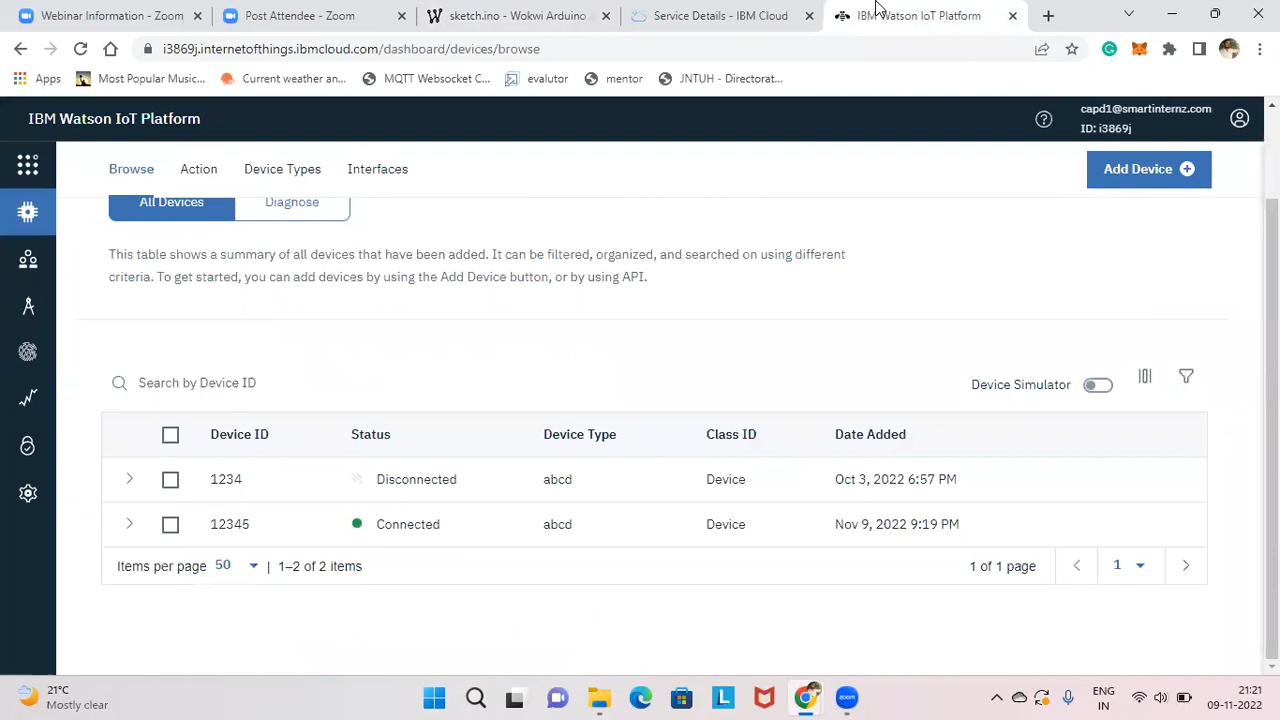 Webinar Information - Zoom
Post Attendee - Zoom
sketch.ino - Wokwi Arduino
Service Details - IBM Cloud
IBM Watson IoT Platform
i3869j.internetofthings.ibmcloud.com/dashboard/devices/browse
Apps
Most Popular Music...
Current weather an...
MQTT Websocket C...
evalutor
mentor
JNTUH - Directorat...
IBM Watson IoT Platform
capd1@smartinternz.com
ID: i3869j
Browse
Action
Device Types
Interfaces
Add Device
All Devices
Diagnose
This table shows a summary of all devices that have been added. It can be filtered, organized, and searched on using different
criteria. To get started, you can add devices by using the Add Device button, or by using API.
Search by Device ID
Device Simulator
Device ID Status Device Type Class ID Date Added
1234 Disconnected abcd Device Oct 3, 2022 6:57 PM
12345 Connected abcd Device Nov 9, 2022 9:19 PM
Items per page 50 | 1–2 of 2 items
1 of 1 page
1
21°C
Mostly clear
zoom
ENG
IN
21:21
09-11-2022